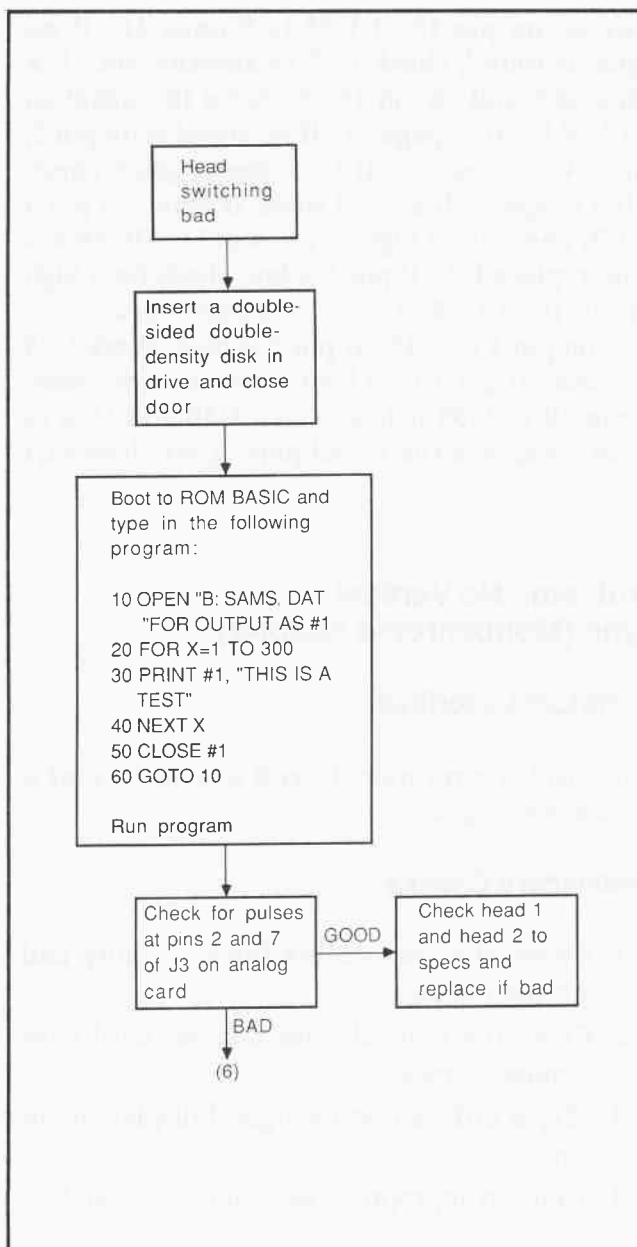 Head
switching
bad
Insert a double-
sided double-
density disk in
drive and close
door
Boot to ROM BASIC and
type in the following
program:
10 OPEN "B: SAMS, DAT
"FOR OUTPUT AS #1
20 FOR X=1 TO 300
30 PRINT #1, "THIS IS A
TEST"
40 NEXT X
50 CLOSE #1
60 GOTO 10
Run program
Check for pulses
at pins 2 and 7
of J3 on analog
card
GOOD
Check head 1
and head 2 to
specs and
replace if bad
BAD
(6)